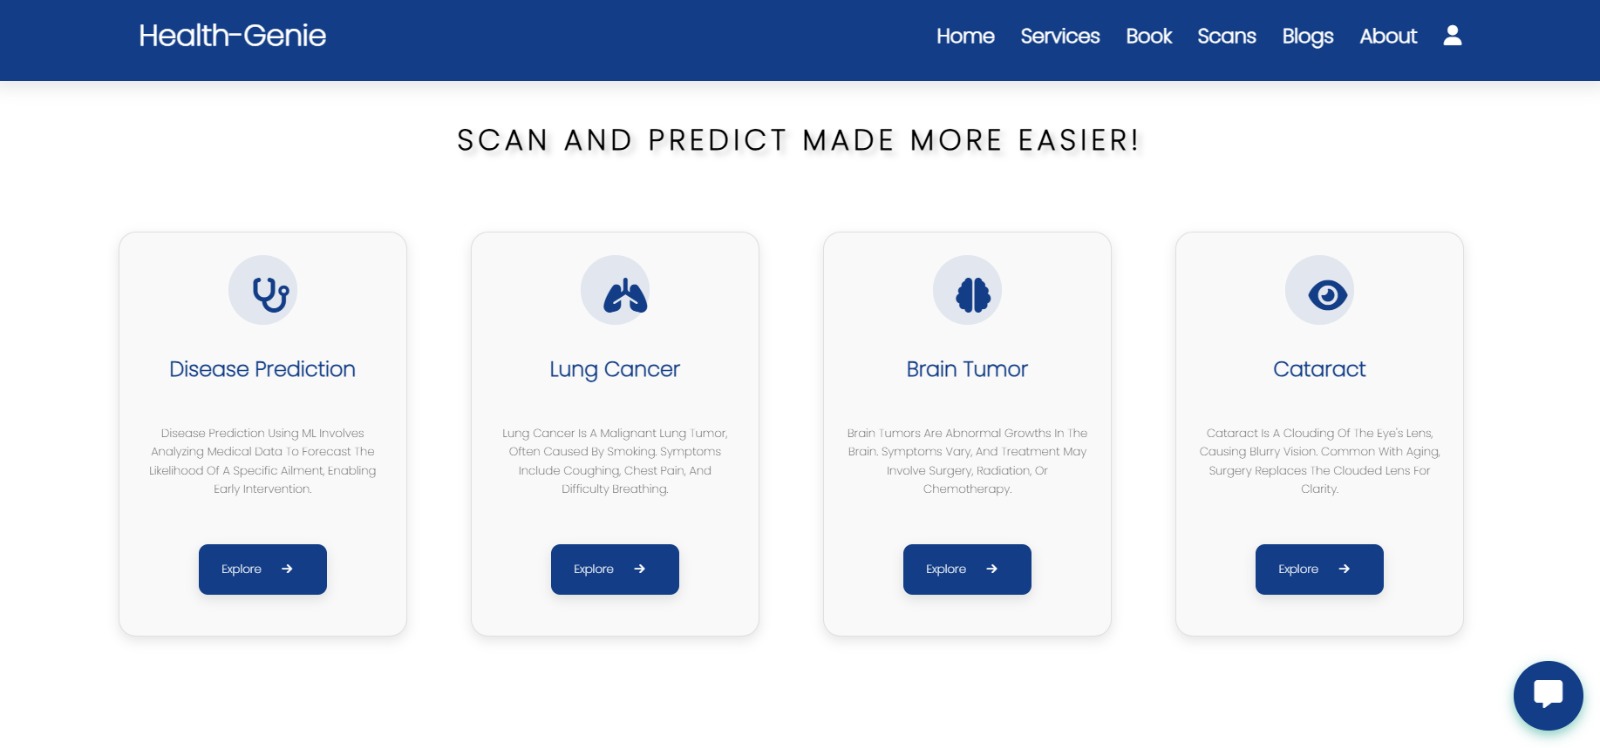 Health-Genie
Home Services Book Scans Blogs About
SCAN AND PREDICT MADE MORE EASIER!
Disease Prediction
Disease Prediction Using ML Involves
Analyzing Medical Data To Forecast The
Likelihood Of A Specific Ailment, Enabling
Early Intervention.
Explore
Lung Cancer
Lung Cancer Is A Malignant Lung Tumor,
Often Caused By Smoking. Symptoms
Include Coughing, Chest Pain, And
Difficulty Breathing.
Explore
Brain Tumor
Brain Tumors Are Abnormal Growths In The
Brain. Symptoms Vary, And Treatment May
Involve Surgery, Radiation, Or
Chemotherapy.
Explore
Cataract
Cataract Is A Clouding Of The Eye's Lens,
Causing Blurry Vision. Common With Aging,
Surgery Replaces The Clouded Lens For
Clarity.
Explore